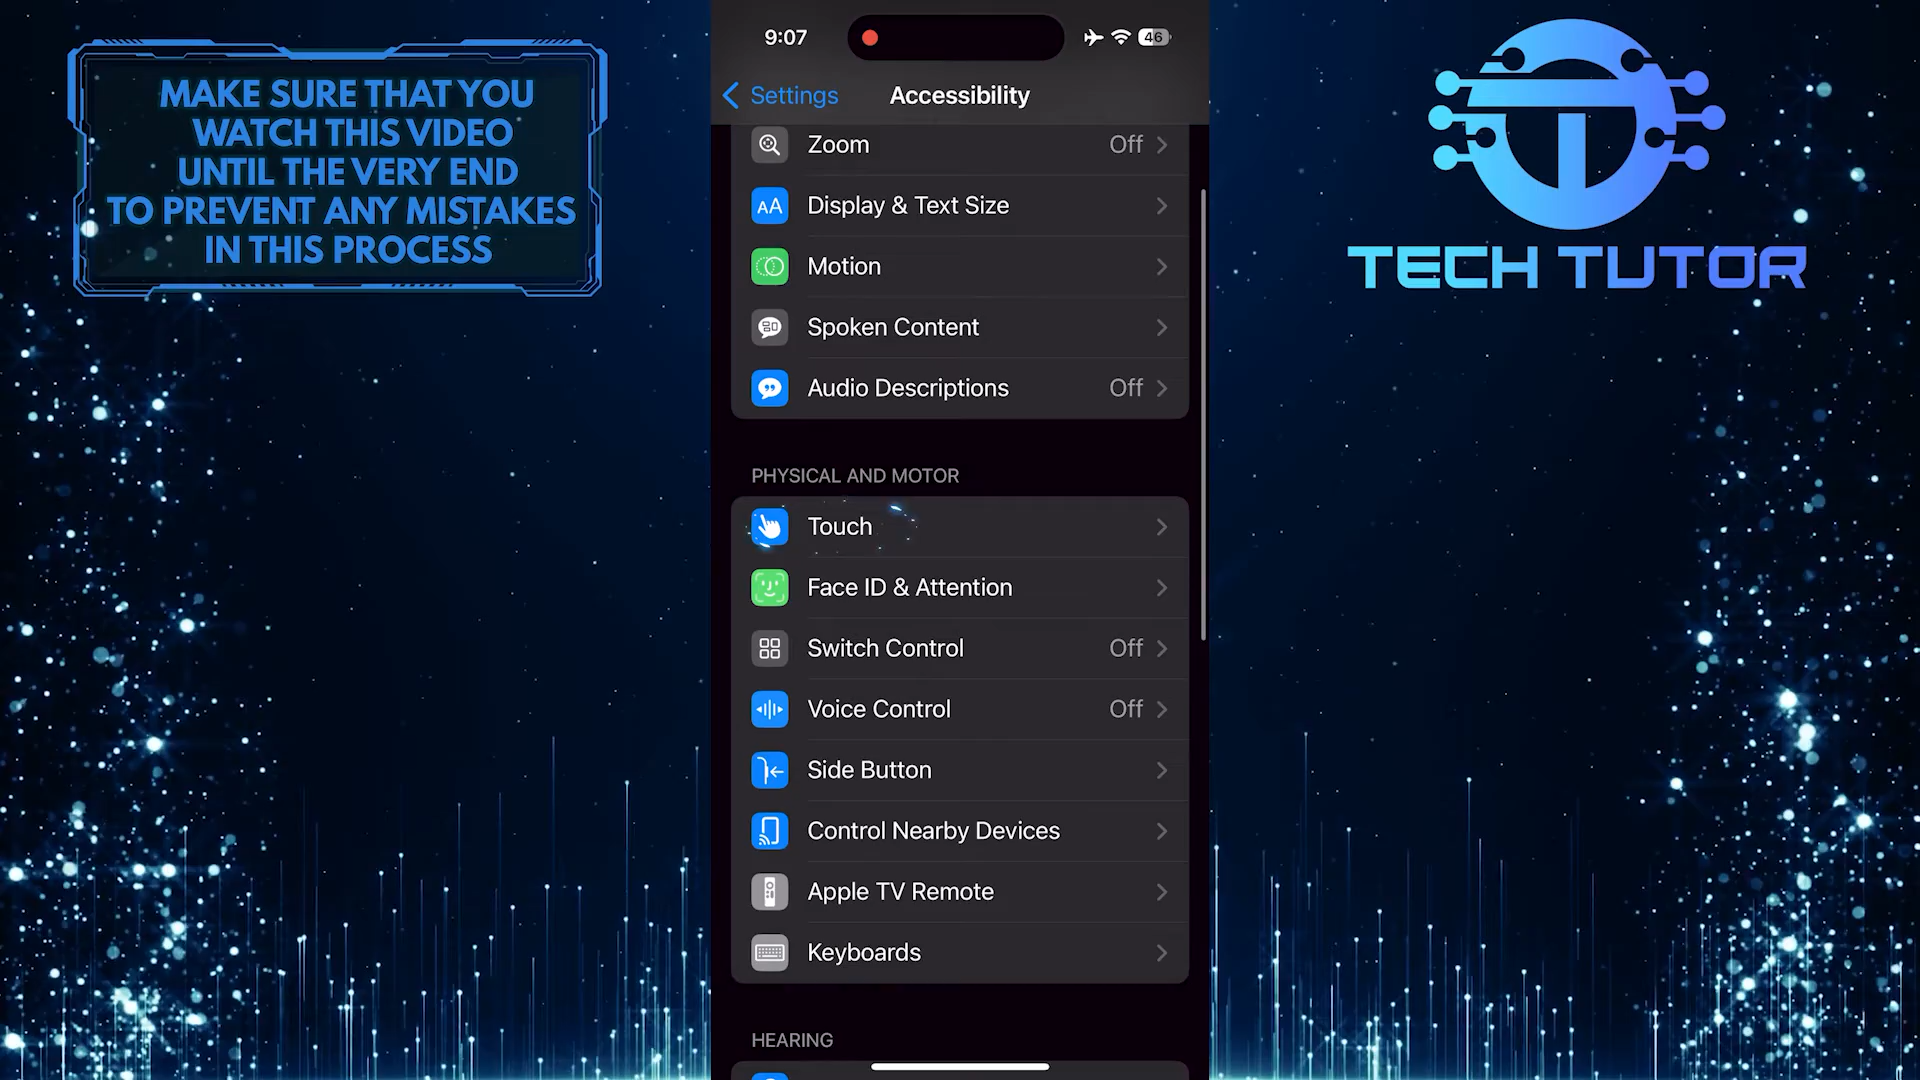 MAKE SURE THAT YOU
WATCH THIS VIDEO
UNTIL THE VERY END
TO PREVENT ANY MISTAKES
IN THIS PROCESS
9:07
46
Settings
Accessibility
Zoom Off
AA Display & Text Size
Motion
Spoken Content
Audio Descriptions Off
PHYSICAL AND MOTOR
Touch
Face ID & Attention
Switch Control Off
Voice Control Off
Side Button
Control Nearby Devices
Apple TV Remote
Keyboards
HEARING
TECH TUTOR